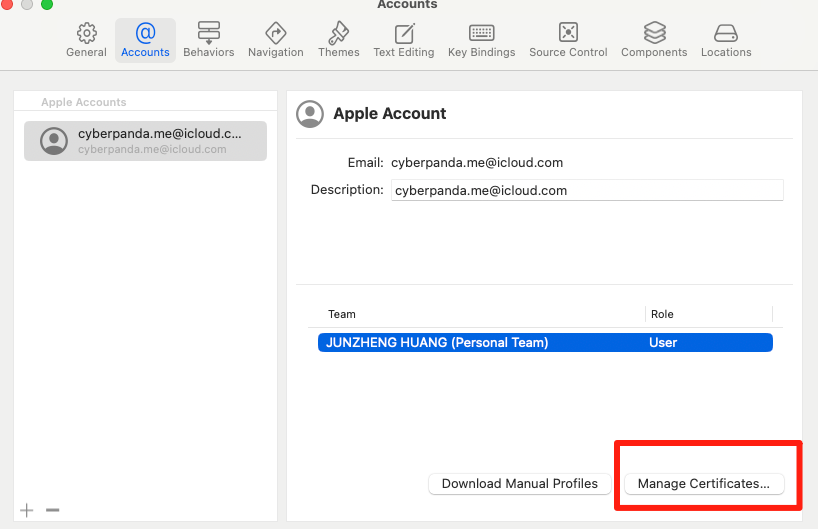 Accounts
General Accounts Behaviors Navigation Themes Text Editing Key Bindings Source Control Components Locations
Apple Accounts
cyberpanda.me@icloud.c...
cyberpanda.me@icloud.com
Apple Account
Email: cyberpanda.me@icloud.com
Description: cyberpanda.me@icloud.com
Team Role
JUNZHENG HUANG (Personal Team) User
Download Manual Profiles Manage Certificates...